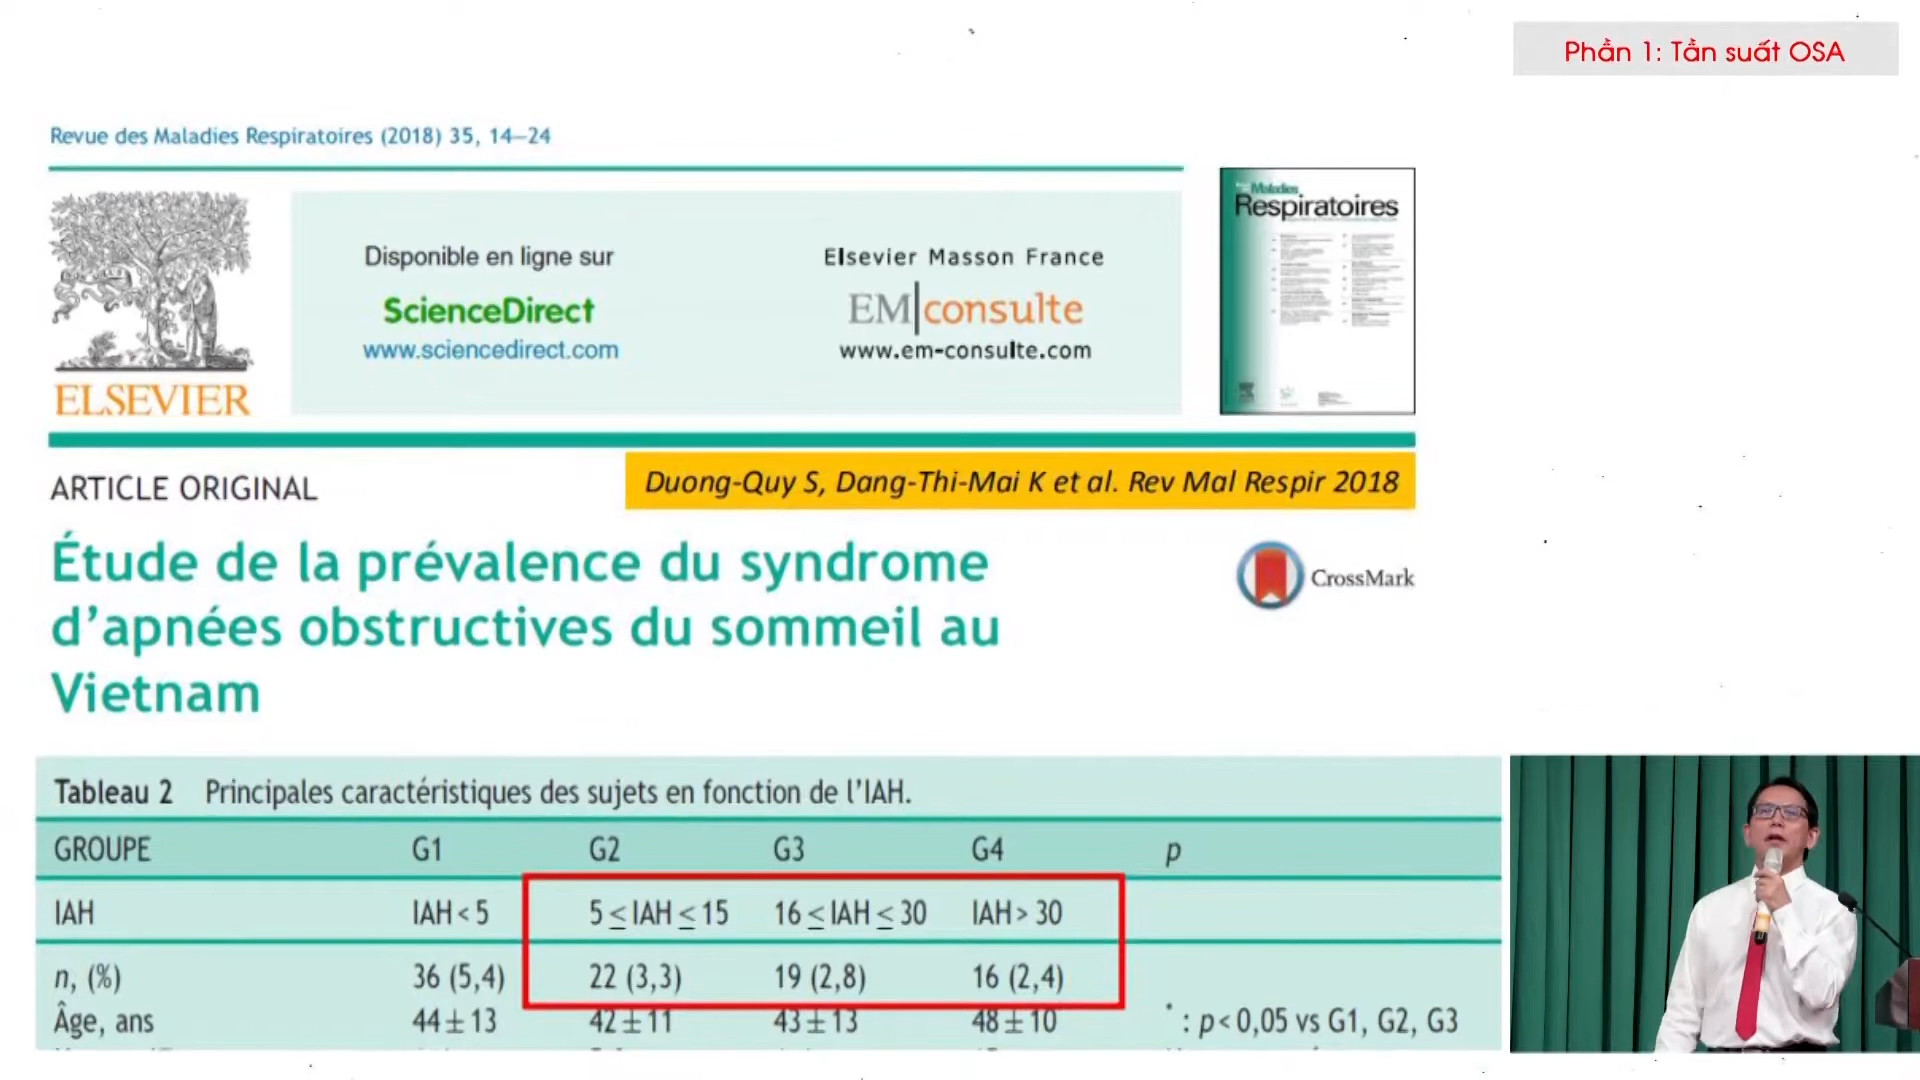 Phần 1: Tần suất OSA
Revue des Maladies Respiratoires (2018) 35, 14—24
ELSEVIER
Disponible en ligne sur
ScienceDirect
www.sciencedirect.com
Elsevier Masson France
EM|consulte
www.em-consulte.com
Maladies
Respiratoires
ARTICLE ORIGINAL
Duong-Quy S, Dang-Thi-Mai K et al. Rev Mal Respir 2018
Étude de la prévalence du syndrome
d’apnées obstructives du sommeil au
Vietnam
CrossMark
Tableau 2 Principales caractéristiques des sujets en fonction de l’IAH.
GROUPE G1 G2 G3 G4 p
IAH IAH < 5 5 ≤ IAH ≤ 15 16 ≤ IAH ≤ 30 IAH > 30
n, (%) 36 (5,4) 22 (3,3) 19 (2,8) 16 (2,4)
Âge, ans 44 ± 13 42 ± 11 43 ± 13 48 ± 10 * : p < 0,05 vs G1, G2, G3